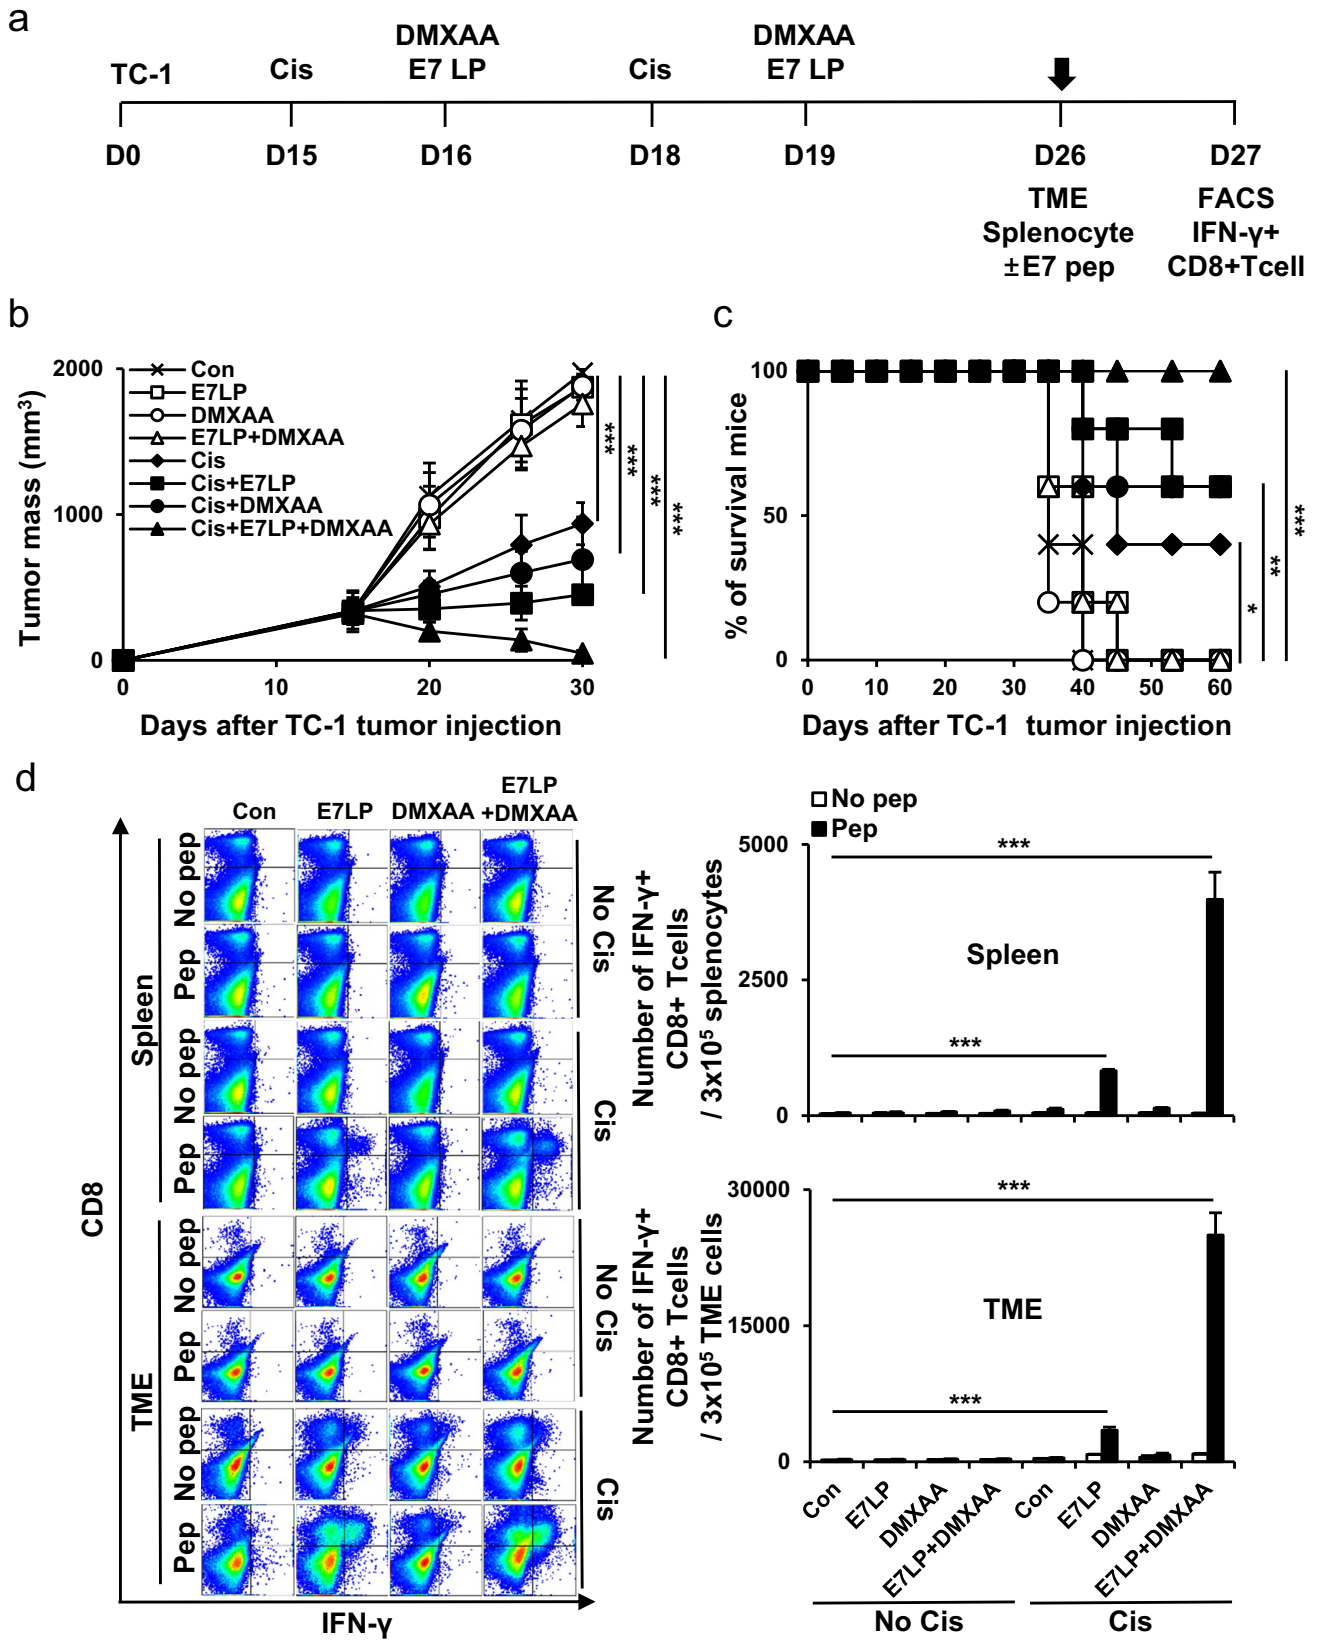 a
DMXAA
DMXAA
TC-1
Cis
E7 LP
Cis
E7 LP
D0
D15
D16
D18
D19
D26
D27
TME
Splenocyte
±E7 pep
FACS
IFN-γ+
CD8+Tcell
b
Tumor mass (mm³)
2000
1000
0
Con
E7LP
DMXAA
E7LP+DMXAA
Cis
Cis+E7LP
Cis+DMXAA
Cis+E7LP+DMXAA
***
***
***
***
0
10
20
30
Days after TC-1 tumor injection
c
% of survival mice
100
50
0
*
**
***
0
10
20
30
40
50
60
Days after TC-1 tumor injection
d
Con
E7LP
DMXAA
E7LP
+DMXAA
CD8
Spleen
TME
No pep
Pep
No pep
Pep
No pep
Pep
No pep
Pep
No Cis
Cis
No Cis
Cis
IFN-γ
No pep
Pep
Number of IFN-γ+
CD8+ Tcells
/ 3x10⁵ splenocytes
5000
2500
0
***
Spleen
***
Number of IFN-γ+
CD8+ Tcells
/ 3x10⁵ TME cells
30000
15000
0
***
TME
***
Con
E7LP
DMXAA
E7LP+DMXAA
Con
E7LP
DMXAA
E7LP+DMXAA
No Cis
Cis